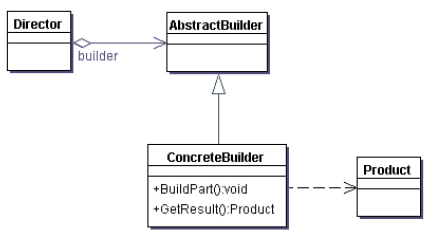 Director
AbstractBuilder
builder
ConcreteBuilder
+BuildPart():void
+GetResult():Product
Product